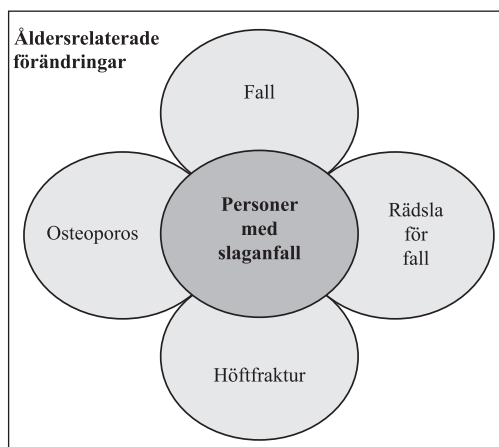 Åldersrelaterade
förändringar
Fall
Osteoporos
Personer
med
slaganfall
Rädsla
för
fall
Höftfraktur